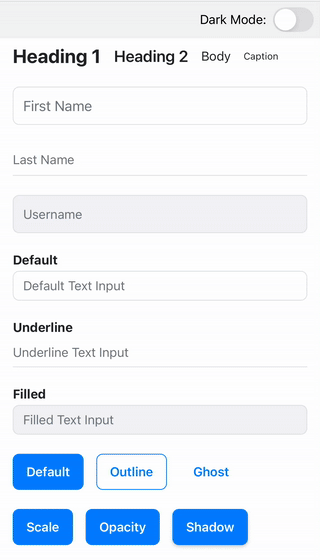 Dark Mode:
Heading 1 Heading 2 Body Caption
First Name
Last Name
Username
Default
Default Text Input
Underline
Underline Text Input
Filled
Filled Text Input
Default Outline Ghost
Scale Opacity Shadow